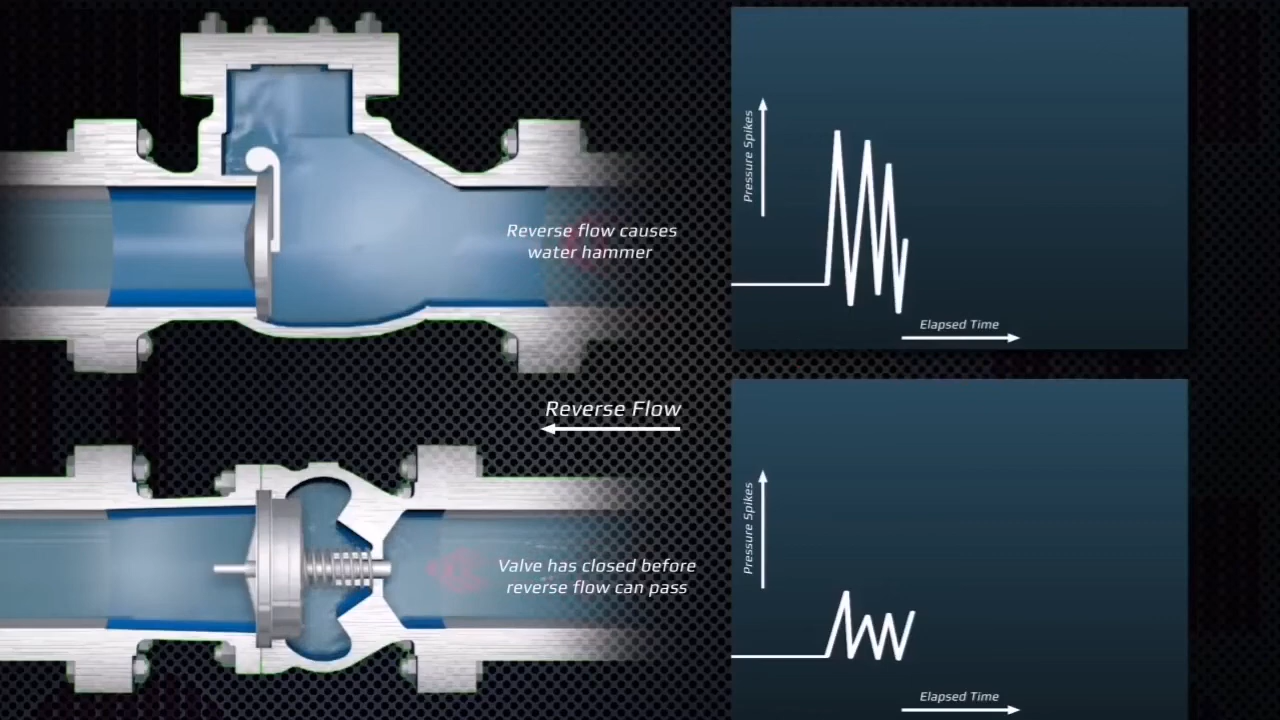 Reverse flow causes
water hammer
Pressure Spikes
Elapsed Time
Reverse Flow
Valve has closed before
reverse flow can pass
Pressure Spikes
Elapsed Time